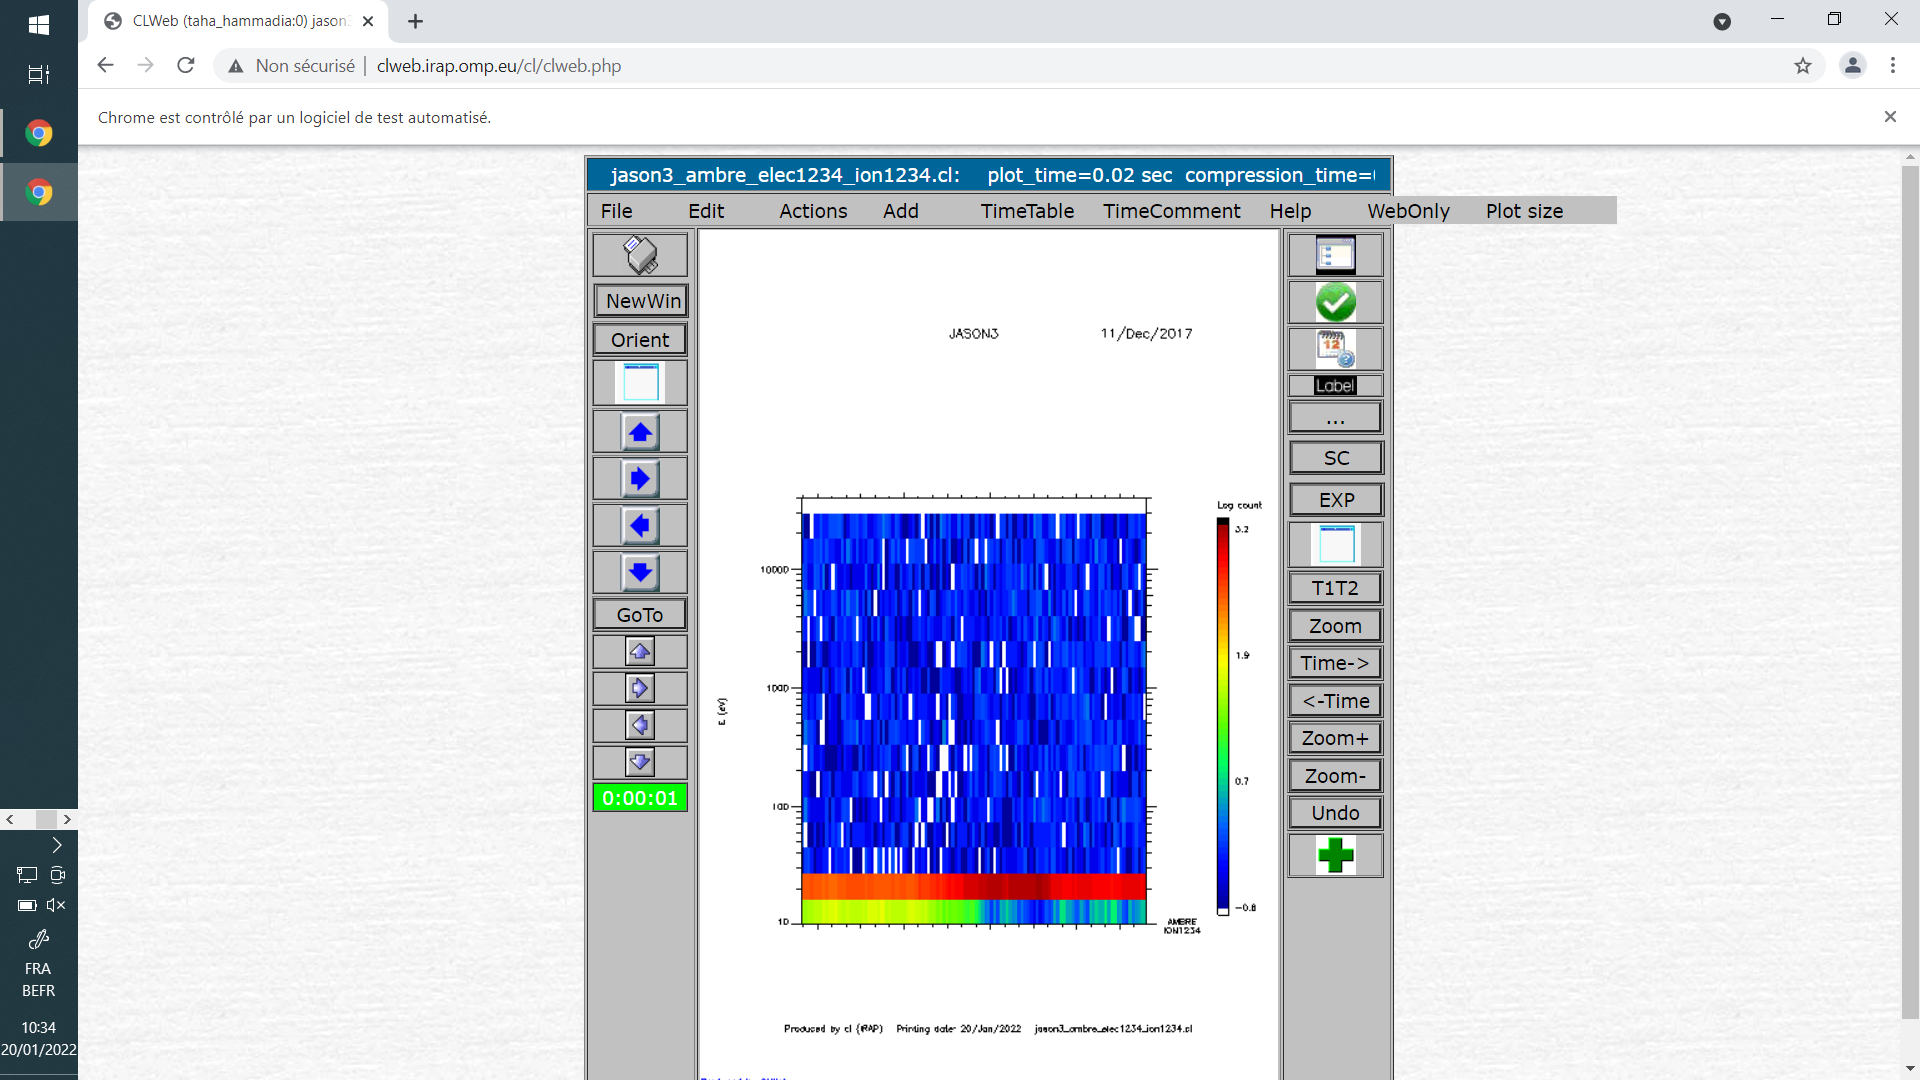 CLWeb (taha_hammadia:0) jason3
Non sécurisé | clweb.irap.omp.eu/cl/clweb.php
Chrome est contrôlé par un logiciel de test automatisé.
jason3_ambre_elec1234_ion1234.cl: plot_time=0.02 sec compression_time=
File Edit Actions Add TimeTable TimeComment Help WebOnly Plot size
NewWin
Orient
GoTo
0:00:01
JASON3 11/Dec/2017
Log count
3.2
1.9
0.7
-0.8
10000
1000
100
10
E (eV)
AMBRE
ION1234
Produced by cl (IRAP) Printing date: 20/Jan/2022 jason3_ambre_elec1234_ion1234.cl
12
Label
...
SC
EXP
T1T2
Zoom
Time->
<-Time
Zoom+
Zoom-
Undo
FRA
BEFR
10:34
20/01/2022